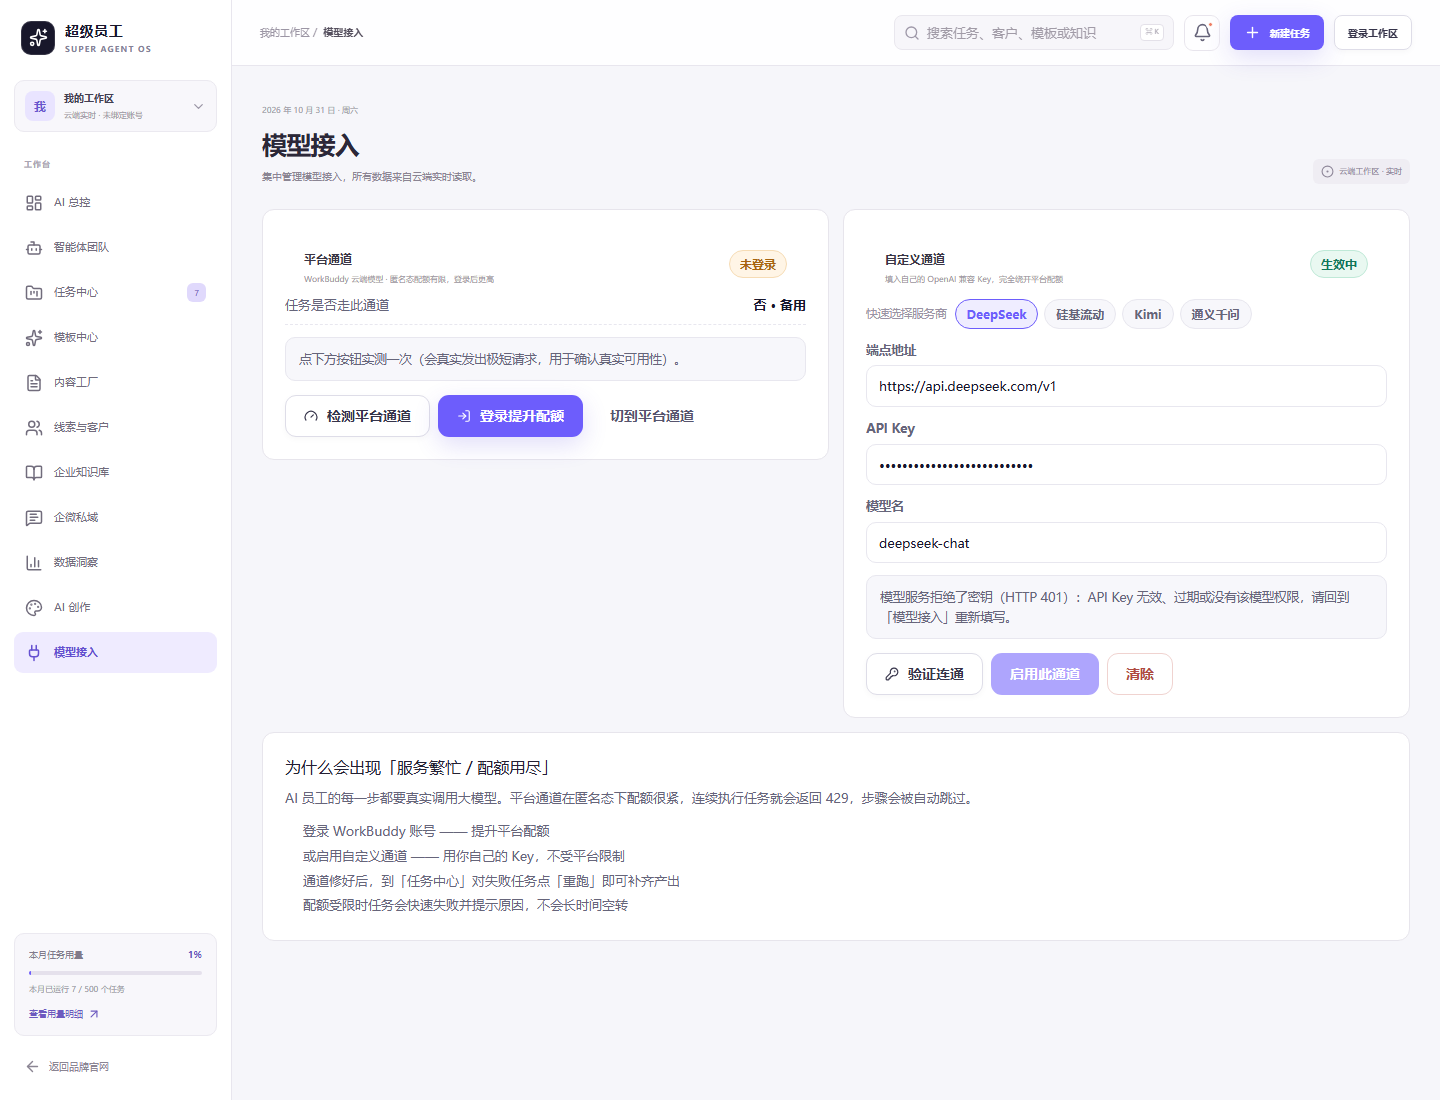 超级员工
SUPER AGENT OS
我
我的工作区
云端实时 · 未绑定账号
工作台
AI 总控
智能体团队
任务中心
7
模板中心
内容工厂
线索与客户
企业知识库
企微私域
数据洞察
AI 创作
模型接入
本月任务用量
1%
本月已运行 7 / 500 个任务
查看用量明细
返回品牌官网
我的工作区 / 模型接入
搜索任务、客户、模板或知识
⌘ K
新建任务
登录工作区
2026 年 10 月 31 日 · 周六
模型接入
集中管理模型接入，所有数据来自云端实时读取。
云端工作区 · 实时
平台通道
WorkBuddy 云端模型 · 匿名态配额有限，登录后更高
未登录
任务是否走此通道
否 • 备用
点下方按钮实测一次（会真实发出极短请求，用于确认真实可用性）。
检测平台通道
登录提升配额
切到平台通道
自定义通道
填入自己的 OpenAI 兼容 Key，完全绕开平台配额
生效中
快速选择服务商
DeepSeek
硅基流动
Kimi
通义千问
端点地址
https://api.deepseek.com/v1
API Key
•••••••••••••••••••••••••••
模型名
deepseek-chat
模型服务拒绝了密钥（HTTP 401）：API Key 无效、过期或没有该模型权限，请回到
「模型接入」重新填写。
验证连通
启用此通道
清除
为什么会出现「服务繁忙 / 配额用尽」
AI 员工的每一步都要真实调用大模型。平台通道在匿名态下配额很紧，连续执行任务就会返回 429，步骤会被自动跳过。
登录 WorkBuddy 账号 —— 提升平台配额
或启用自定义通道 —— 用你自己的 Key，不受平台限制
通道修好后，到「任务中心」对失败任务点「重跑」即可补齐产出
配额受限时任务会快速失败并提示原因，不会长时间空转